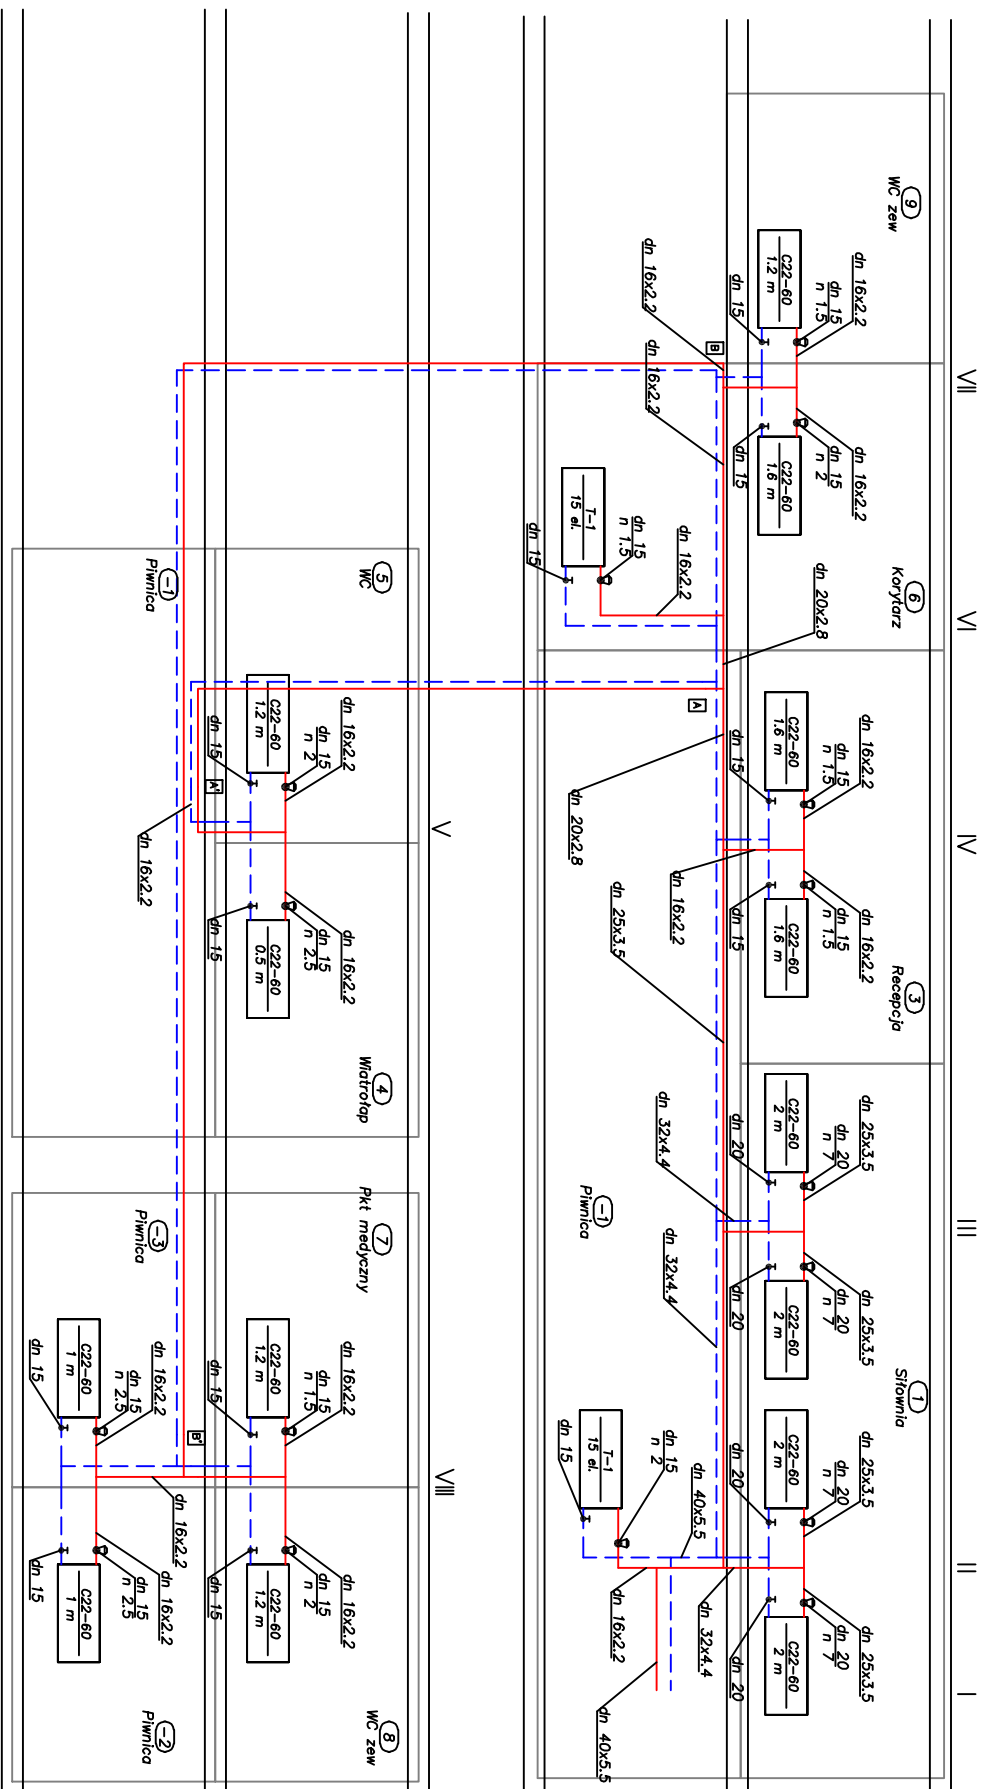 VII
VI
IV
III
II
I
9
WC zew
dn 16x2.2
dn 15
n 1.5
C22-60
1.2 m
dn 15
dn 16x2.2
B
dn 16x2.2
dn 15
n 2
C22-60
1.6 m
dn 15
dn 16x2.2
6
Korytarz
T-1
15 el.
dn 15
n 1.5
dn 15
dn 16x2.2
dn 20x2.8
A
dn 16x2.2
dn 15
n 1.5
C22-60
1.6 m
dn 15
dn 20x2.8
dn 16x2.2
dn 16x2.2
dn 15
n 1.5
C22-60
1.6 m
dn 15
3
Recepcja
dn 25x3.5
dn 25x3.5
dn 20
n 7
C22-60
2 m
dn 20
dn 32x4.4
dn 25x3.5
dn 20
n 7
C22-60
2 m
dn 20
-1
Piwnica
dn 32x4.4
1
Siłownia
dn 25x3.5
dn 20
n 7
C22-60
2 m
dn 20
T-1
15 el.
dn 15
n 2
dn 15
dn 40x5.5
dn 25x3.5
dn 20
n 7
C22-60
2 m
dn 20
dn 32x4.4
dn 16x2.2
dn 40x5.5
V
VIII
5
WC
-1
Piwnica
dn 16x2.2
dn 15
n 2
C22-60
1.2 m
dn 15
A'
dn 16x2.2
dn 16x2.2
dn 15
n 2.5
C22-60
0.5 m
dn 15
4
Wiatrołap
7
Pkt medyczny
-3
Piwnica
dn 16x2.2
dn 15
n 1.5
C22-60
1.2 m
dn 15
dn 16x2.2
dn 15
n 2.5
C22-60
1 m
dn 15
B'
dn 16x2.2
dn 16x2.2
dn 15
n 2
C22-60
1.2 m
dn 15
dn 16x2.2
dn 15
n 2.5
C22-60
1 m
dn 15
8
WC zew
-2
Piwnica